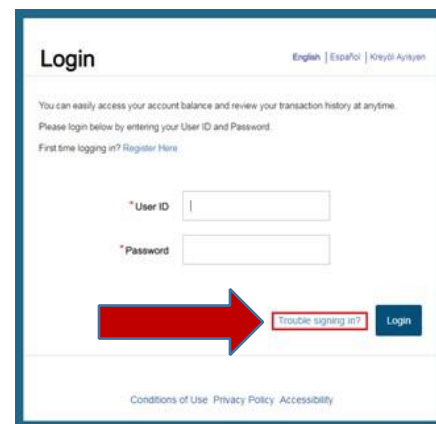 Login
English | Español | Kreyòl Ayisyen
You can easily access your account balance and review your transaction history at anytime.
Please login below by entering your User ID and Password.
First time logging in? Register Here
*User ID
*Password
Trouble signing in?
Login
Conditions of Use Privacy Policy Accessibility